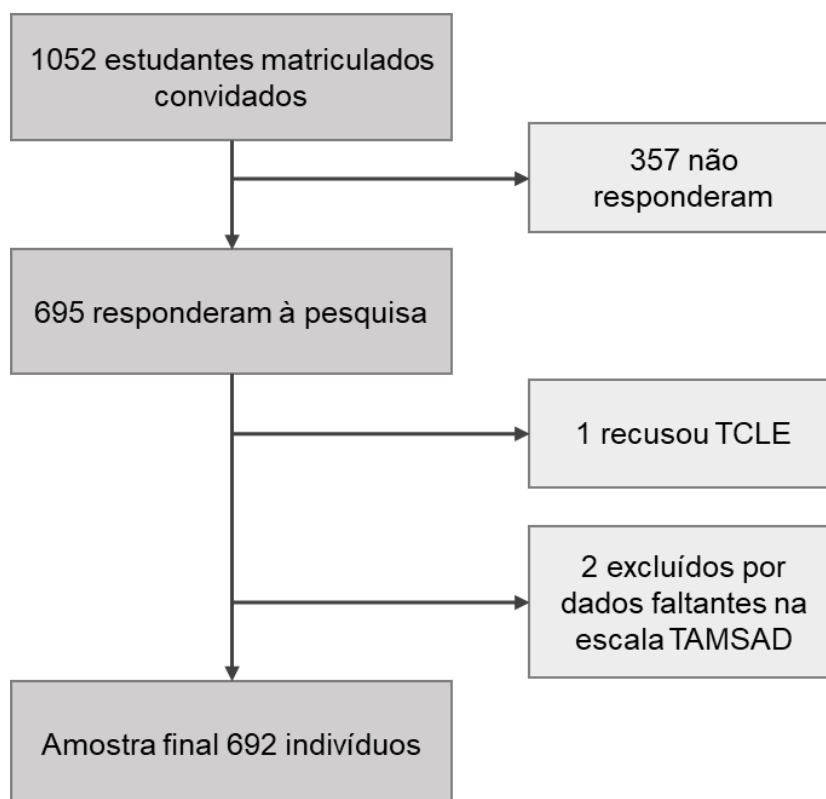 1052 estudantes matriculados
convidados
357 não
responderam
695 responderam à pesquisa
1 recusou TCLE
2 excluídos por
dados faltantes na
escala TAMSAD
Amostra final 692 indivíduos